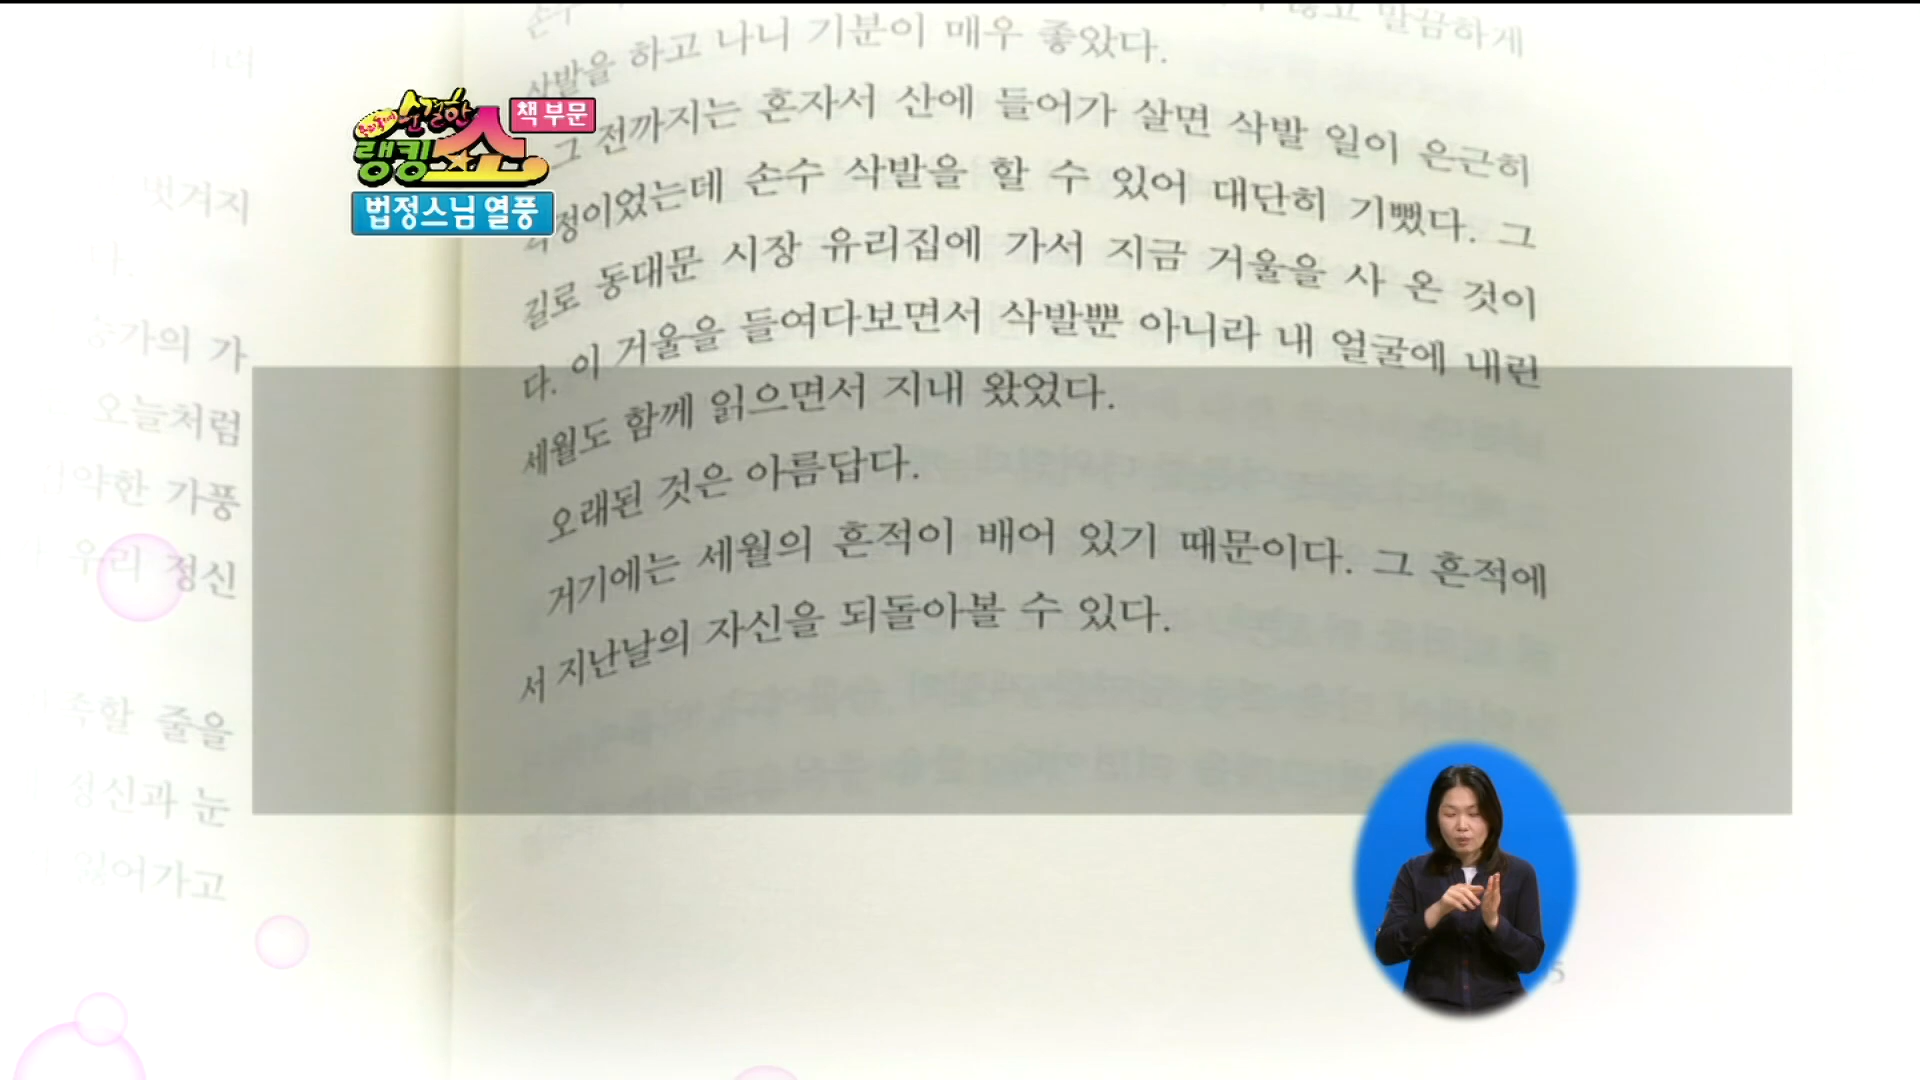 순결한
랭킹쇼
책 부문
법정스님 열풍
말끔하게
삭발을 하고 나니 기분이 매우 좋았다.
그 전까지는 혼자서 산에 들어가 살면 삭발 일이 은근히
걱정이었는데 손수 삭발을 할 수 있어 대단히 기뻤다. 그
길로 동대문 시장 유리집에 가서 지금 거울을 사 온 것이
다. 이 거울을 들여다보면서 삭발뿐 아니라 내 얼굴에 내린
세월도 함께 읽으면서 지내 왔었다.
오래된 것은 아름답다.
거기에는 세월의 흔적이 배어 있기 때문이다. 그 흔적에
서 지난날의 자신을 되돌아볼 수 있다.
벗겨지
가
오늘처럼
가풍
우리 정신
줄을
정신과 눈
잃어가고
5